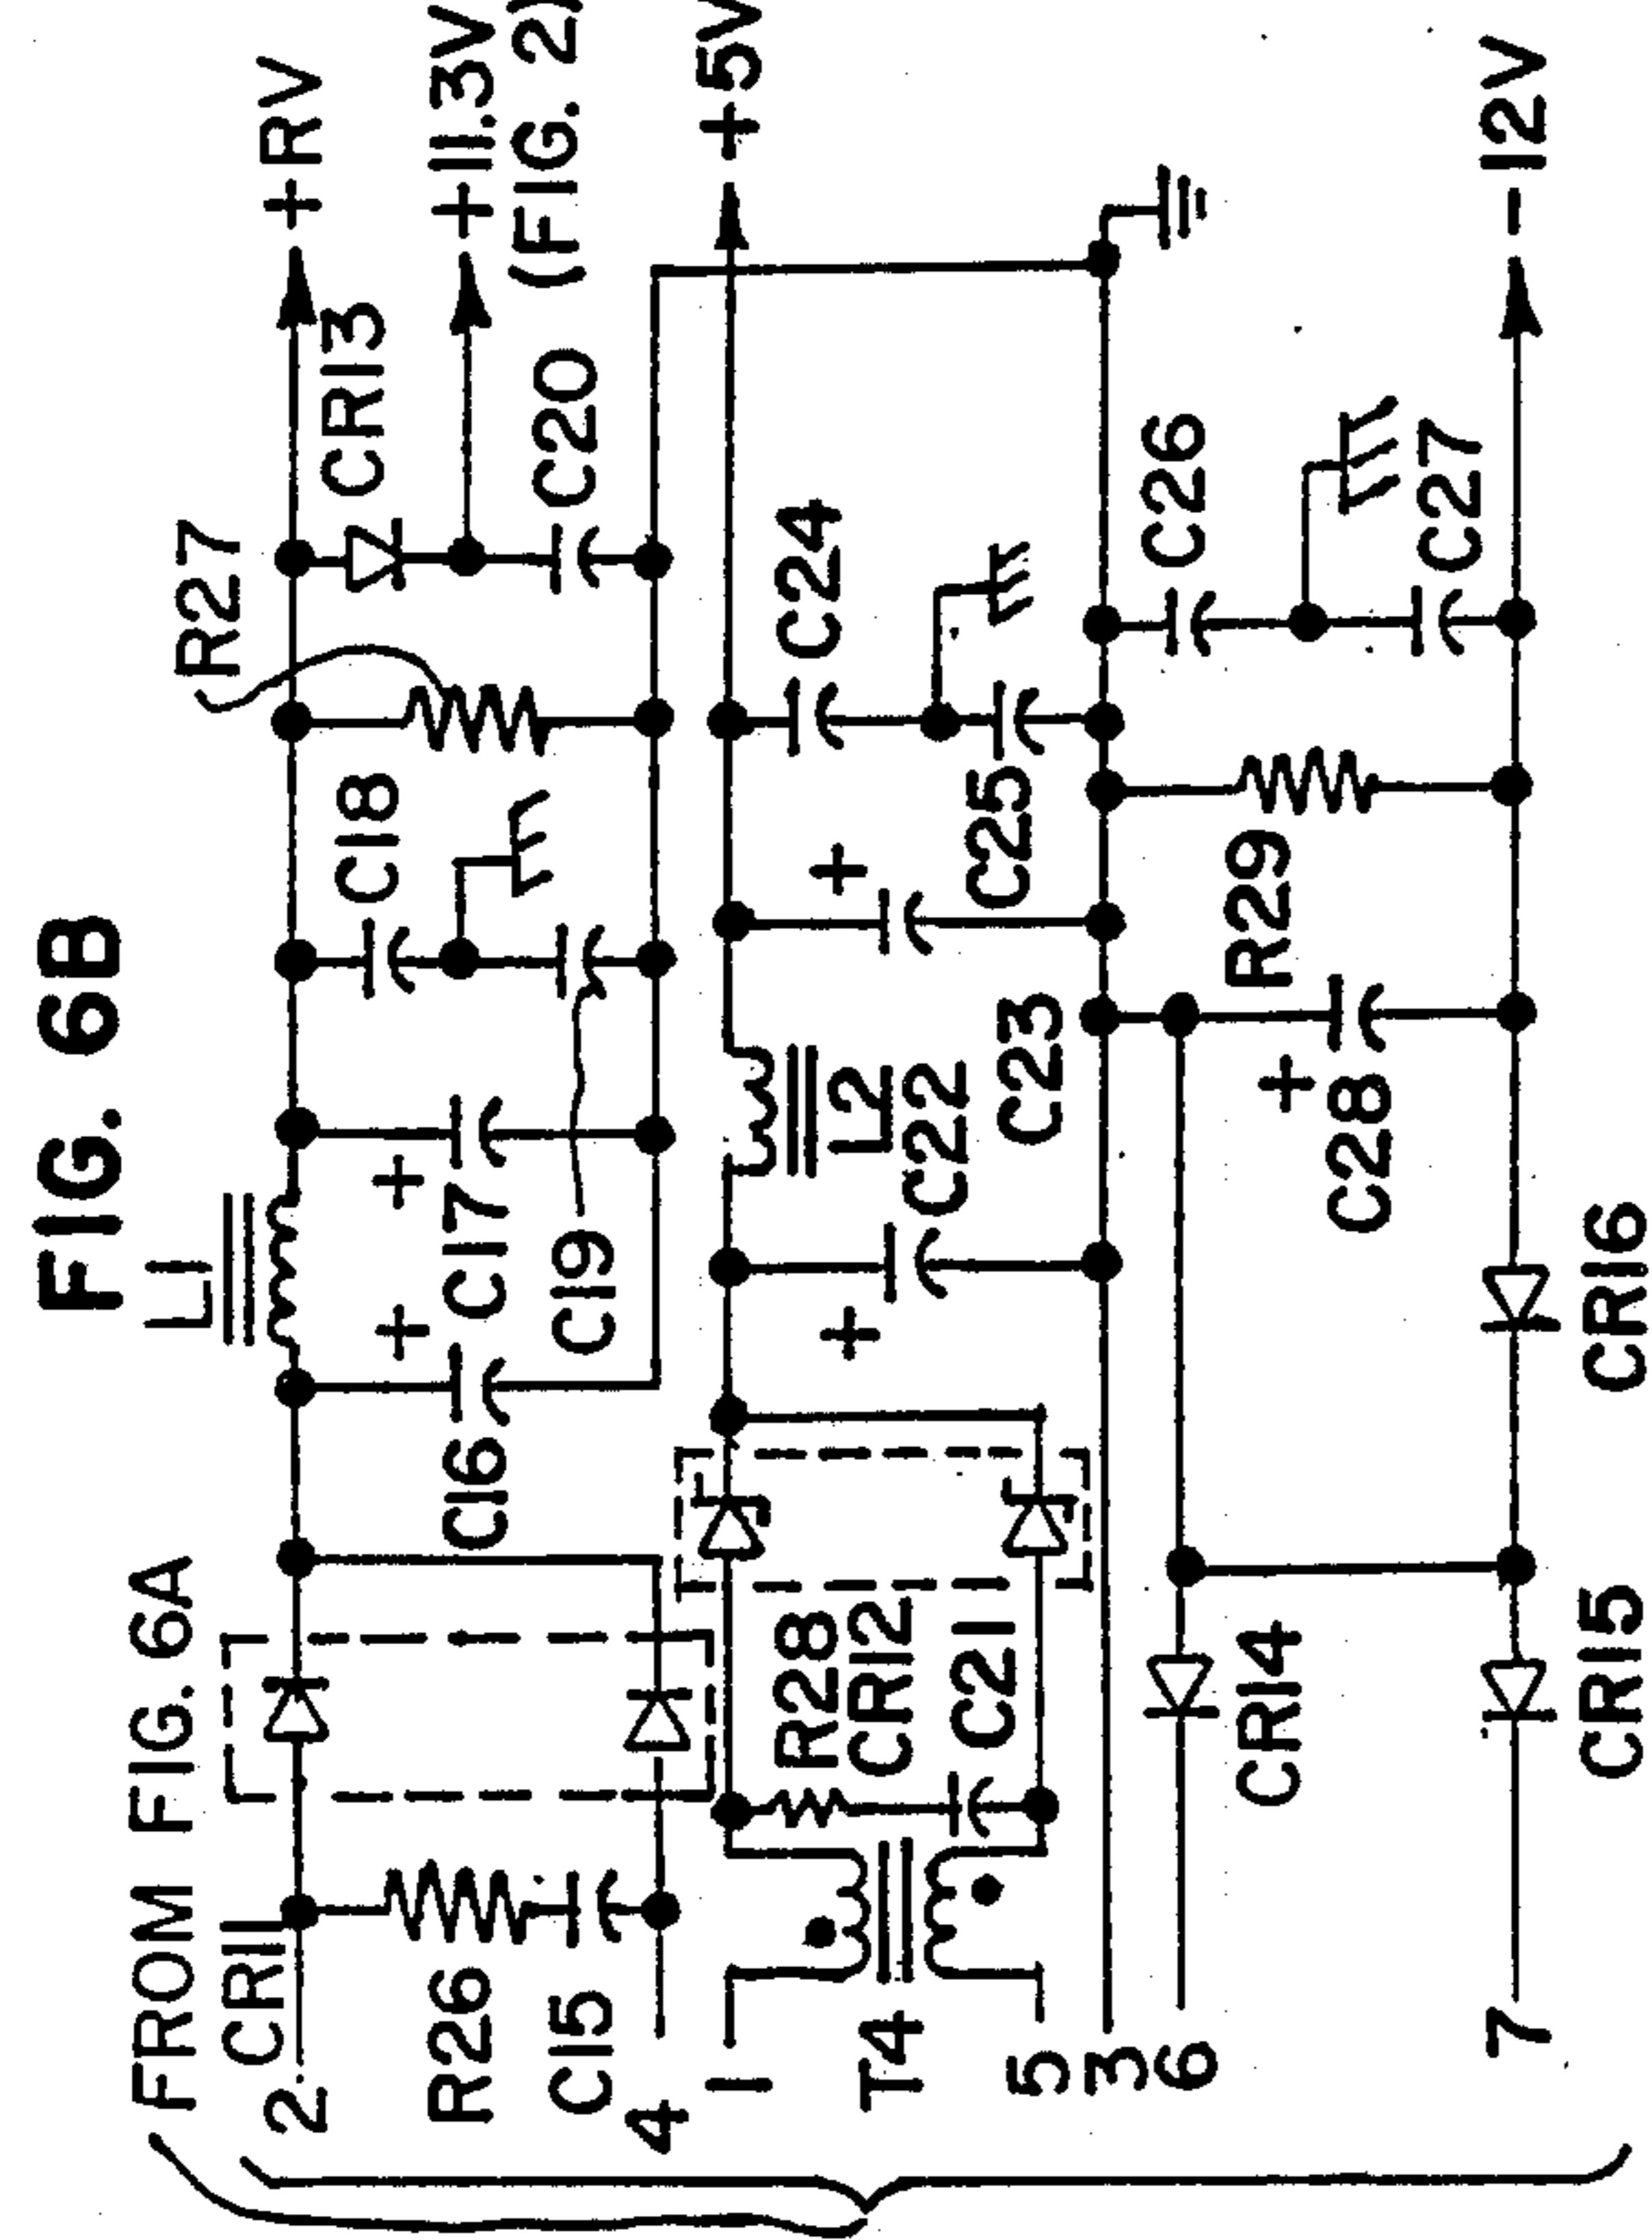 FIG. 6B
FROM FIG. 6A
CR11
2
R26
C15
4
L1
C16
+
C17
+
C19
C18
R27
CR13
C20
+RV
+11.3V
(FIG. 2)
1
T4
5
3
6
7
R28
CR12
C21
+
C22
L2
C23
+
C25
C24
+5V
CR14
CR15
CR16
C28
+
R29
C26
C27
-12V